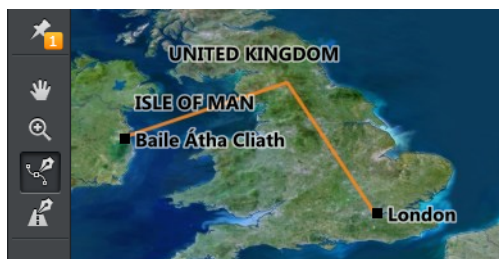 1
UNITED KINGDOM
ISLE OF MAN
Baile Átha Cliath
London